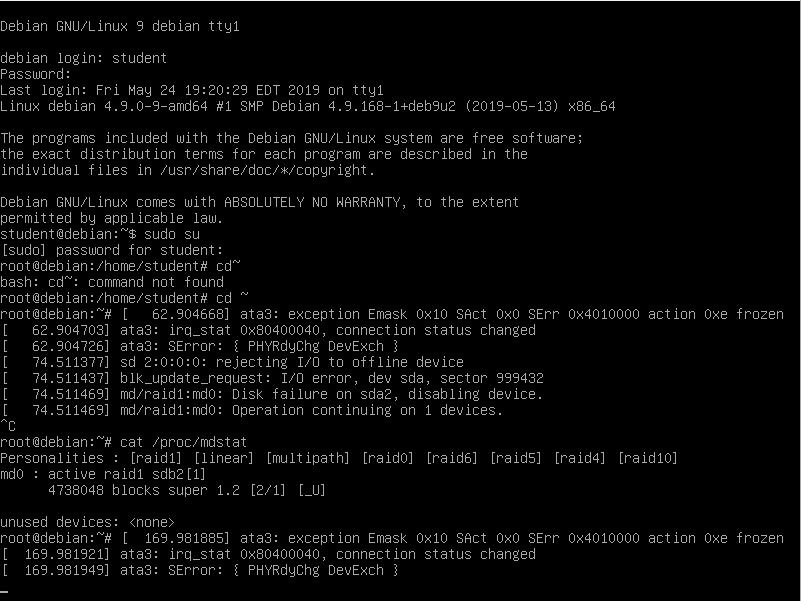 Debian GNU/Linux 9 debian tty1
debian login: student
Password:
Last login: Fri May 24 19:20:29 EDT 2019 on tty1
Linux debian 4.9.0-9-amd64 #1 SMP Debian 4.9.168-1+deb9u2 (2019-05-13) x86_64
The programs included with the Debian GNU/Linux system are free software;
the exact distribution terms for each program are described in the
individual files in /usr/share/doc/*/copyright.
Debian GNU/Linux comes with ABSOLUTELY NO WARRANTY, to the extent
permitted by applicable law.
student@debian:~$ sudo su
[sudo] password for student:
root@debian:/home/student# cd~
bash: cd~: command not found
root@debian:/home/student# cd ~
root@debian:~# [   62.904668] ata3: exception Emask 0x10 SAct 0x0 SErr 0x4010000 action 0xe frozen
[   62.904703] ata3: irq_stat 0x80400040, connection status changed
[   62.904726] ata3: SError: { PHYRdyChg DevExch }
[   74.511377] sd 2:0:0:0: rejecting I/O to offline device
[   74.511437] blk_update_request: I/O error, dev sda, sector 999432
[   74.511469] md/raid1:md0: Disk failure on sda2, disabling device.
[   74.511469] md/raid1:md0: Operation continuing on 1 devices.
^C
root@debian:~# cat /proc/mdstat
Personalities : [raid1] [linear] [multipath] [raid0] [raid6] [raid5] [raid4] [raid10]
md0 : active raid1 sdb2[1]
      4738048 blocks super 1.2 [2/1] [_U]
unused devices: <none>
root@debian:~# [  169.981885] ata3: exception Emask 0x10 SAct 0x0 SErr 0x4010000 action 0xe frozen
[  169.981921] ata3: irq_stat 0x80400040, connection status changed
[  169.981949] ata3: SError: { PHYRdyChg DevExch }